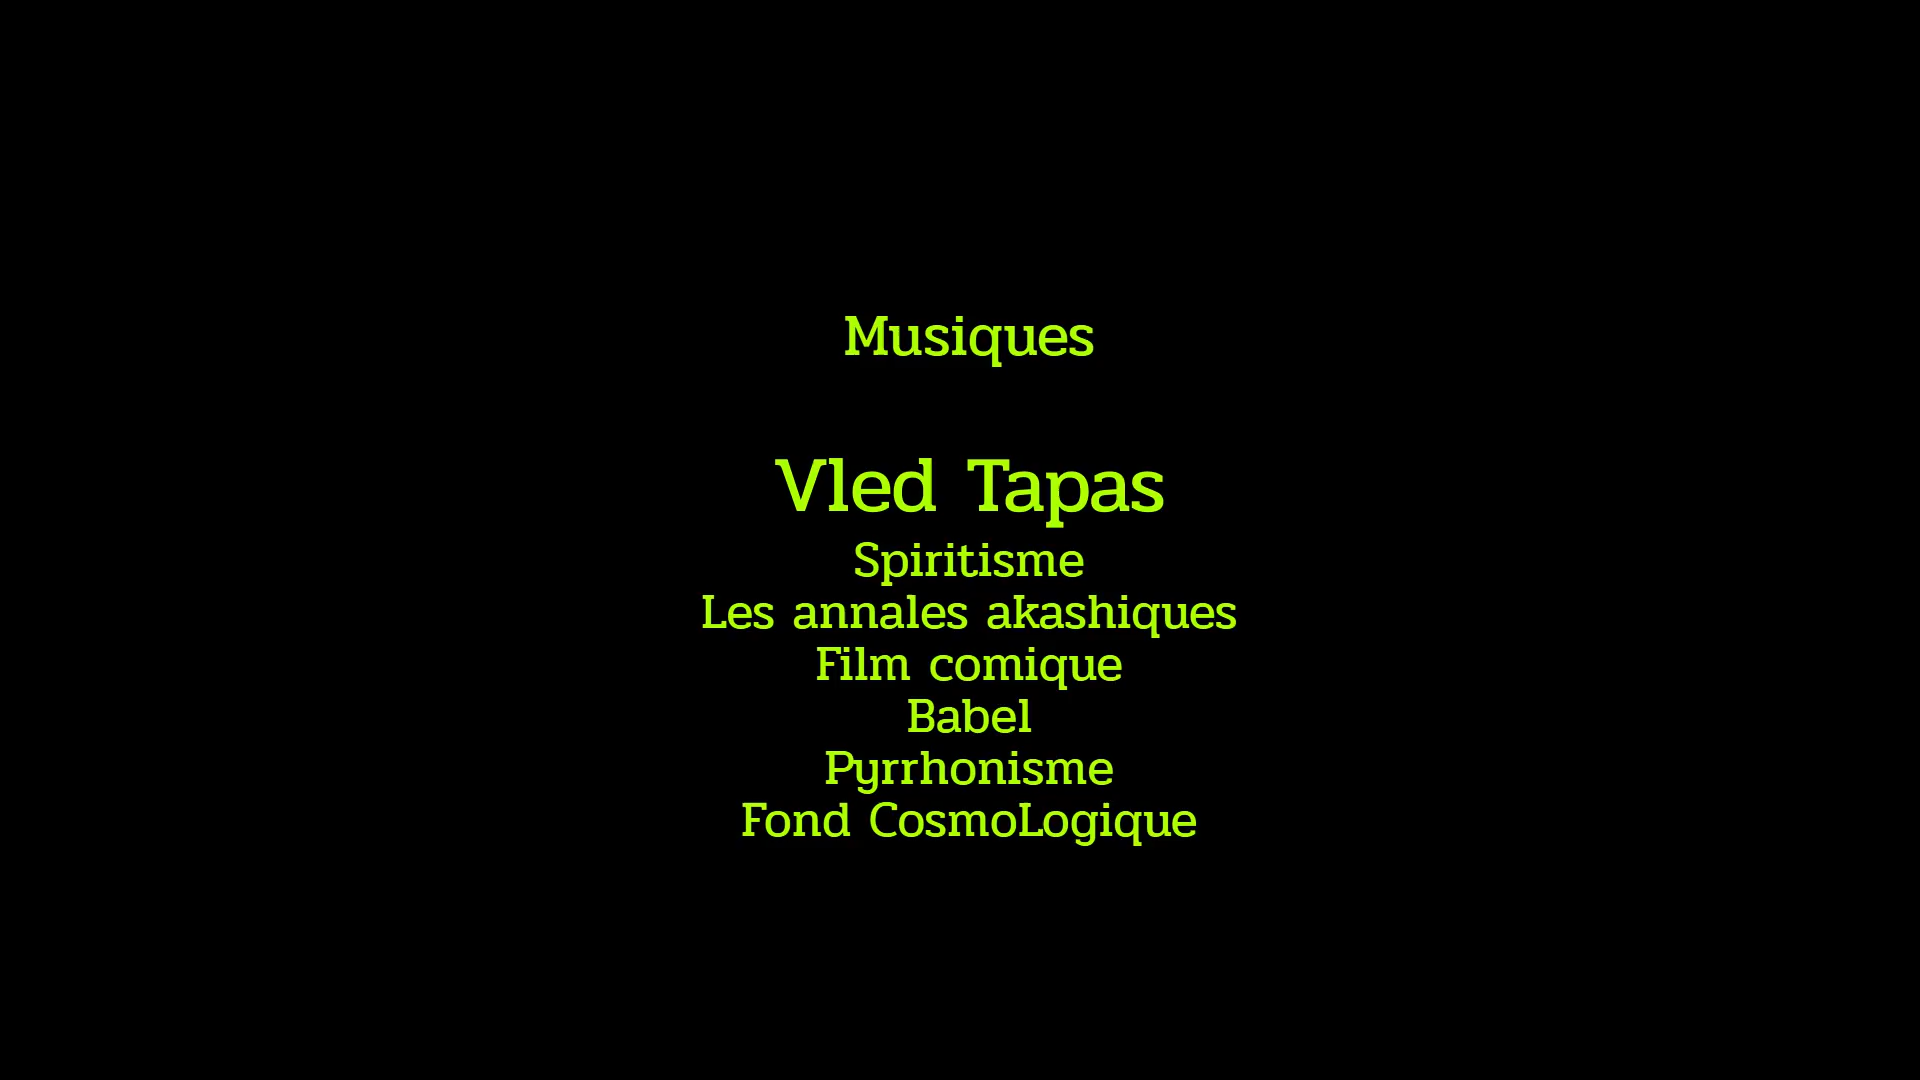 Musiques
Vled Tapas
Spiritisme
Les annales akashiques
Film comique
Babel
Pyrrhonisme
Fond CosmoLogique